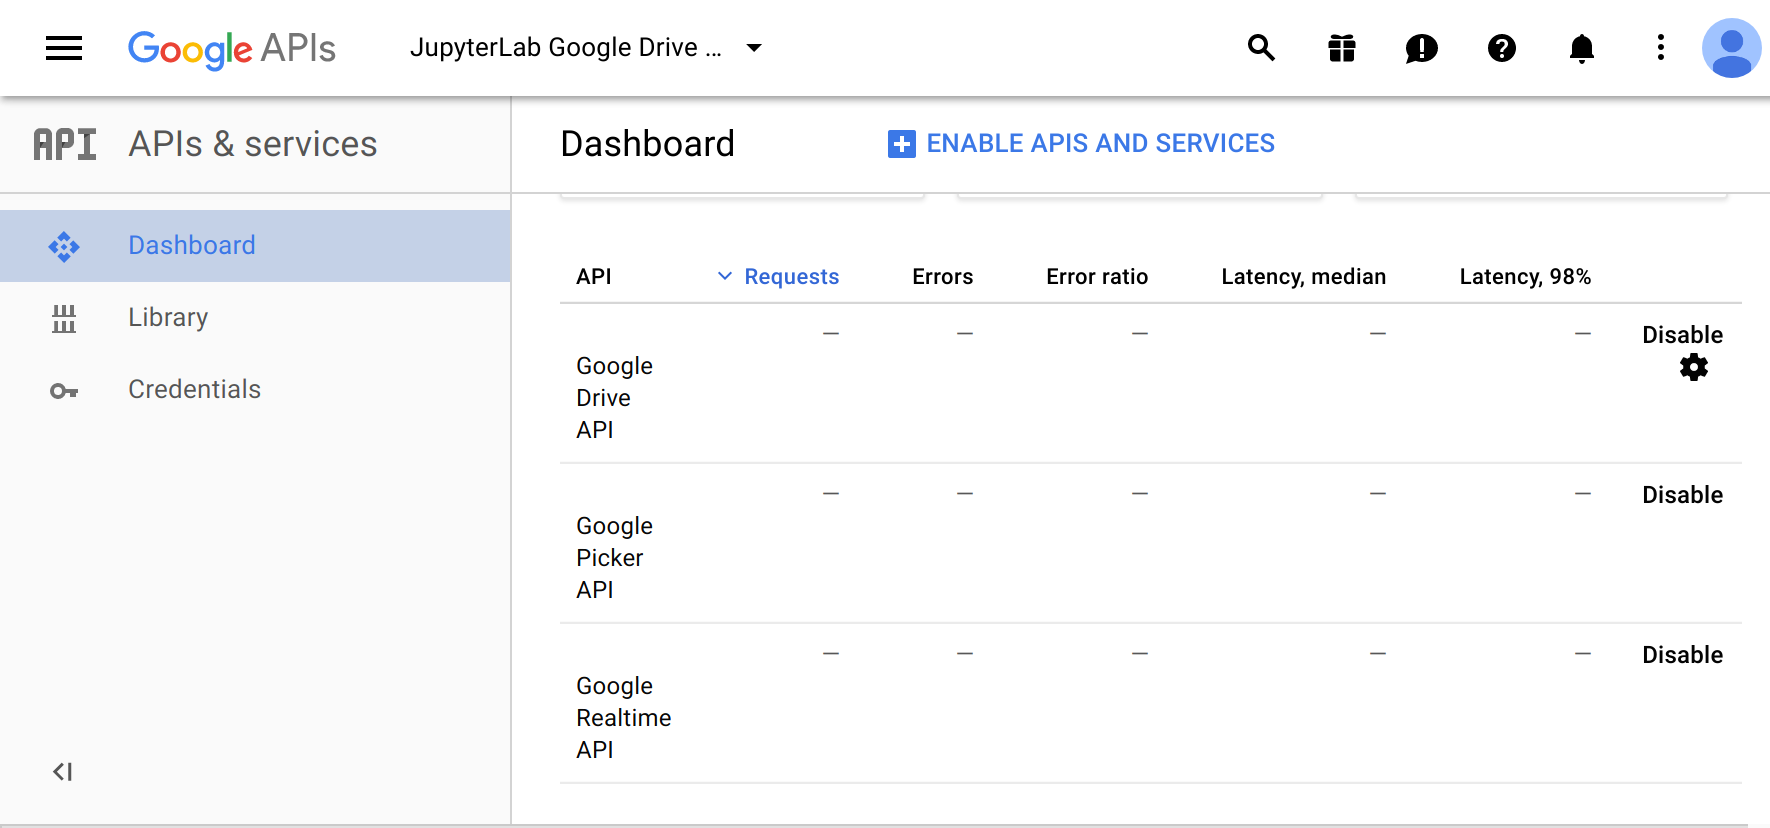 Google APIs
JupyterLab Google Drive ...
API APIs & services
Dashboard
ENABLE APIS AND SERVICES
Dashboard
Library
Credentials
API Requests Errors Error ratio Latency, median Latency, 98%
— — — — — Disable
Google
Drive
API
— — — — — Disable
Google
Picker
API
— — — — — Disable
Google
Realtime
API